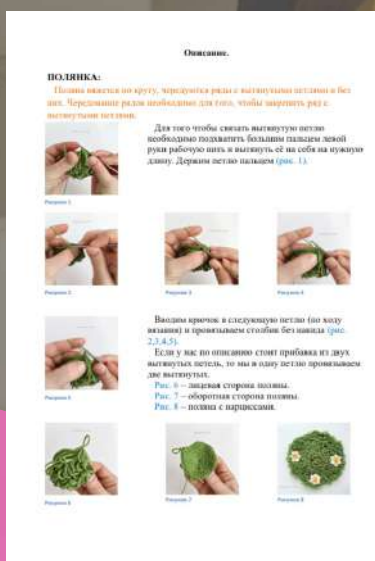 Описание.
ПОЛЯНКА:
Поляна вяжется по кругу, чередуются ряды с вытянутыми петлями и без
них. Чередование рядов необходимо для того, чтобы закрепить ряд с
вытянутыми петлями.
Для того чтобы связать вытянутую петлю
необходимо подхватить большим пальцем левой
руки рабочую нить и вытянуть её на себя на нужную
длину. Держим петлю пальцем (рис. 1).
Рисунок 1
Рисунок 2
Рисунок 3
Рисунок 4
Вводим крючок в следующую петлю (по ходу
вязания) и провязываем столбик без накида (рис.
2,3,4,5).
Если у нас по описанию стоит прибавка из двух
вытянутых петель, то мы в одну петлю провязываем
две вытянутых.
Рис. 6 – лицевая сторона поляны.
Рис. 7 – оборотная сторона поляны.
Рис. 8 – поляна с нарциссами.
Рисунок 5
Рисунок 6
Рисунок 7
Рисунок 8